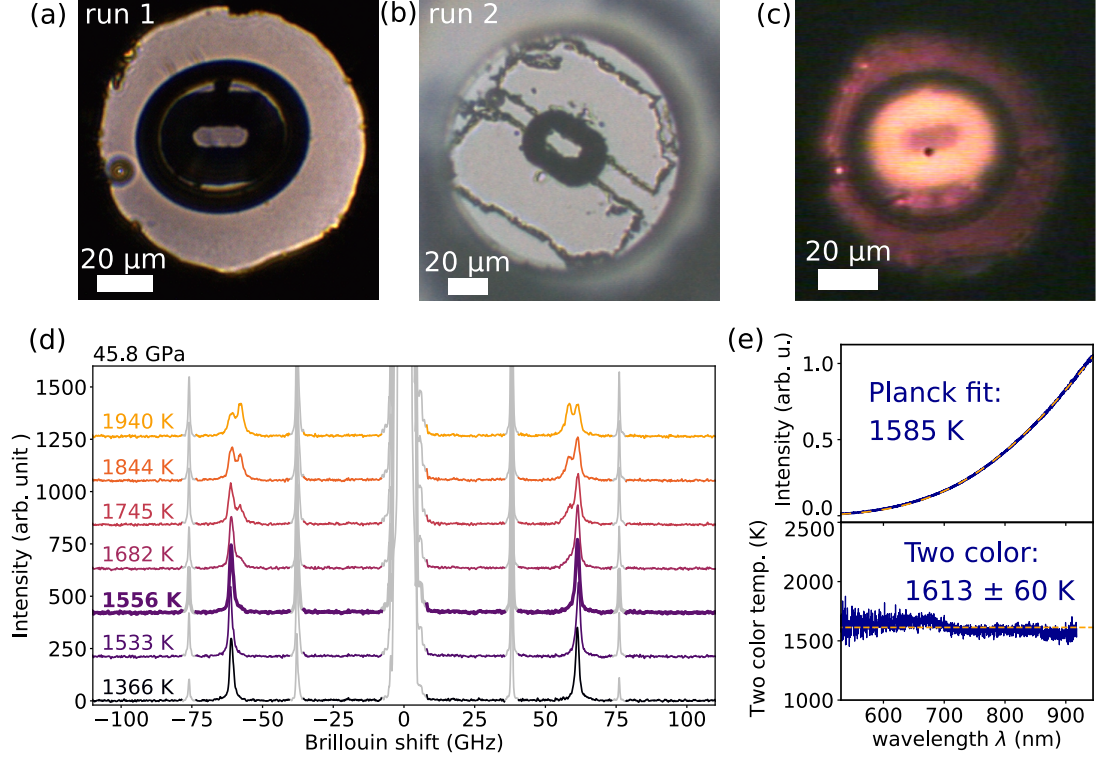 (a)
run 1
20 µm
(b)
run 2
20 µm
(c)
20 µm
(d)
45.8 GPa
Intensity (arb. unit)
1500
1250
1000
750
500
250
0
1940 K
1844 K
1745 K
1682 K
1556 K
1533 K
1366 K
−100 −75 −50 −25 0 25 50 75 100
Brillouin shift (GHz)
(e)
Intensity (arb. u.)
1.0
0.5
0.0
Planck fit:
1585 K
Two color temp. (K)
2500
2000
1500
1000
Two color:
1613 ± 60 K
600 700 800 900
wavelength λ (nm)